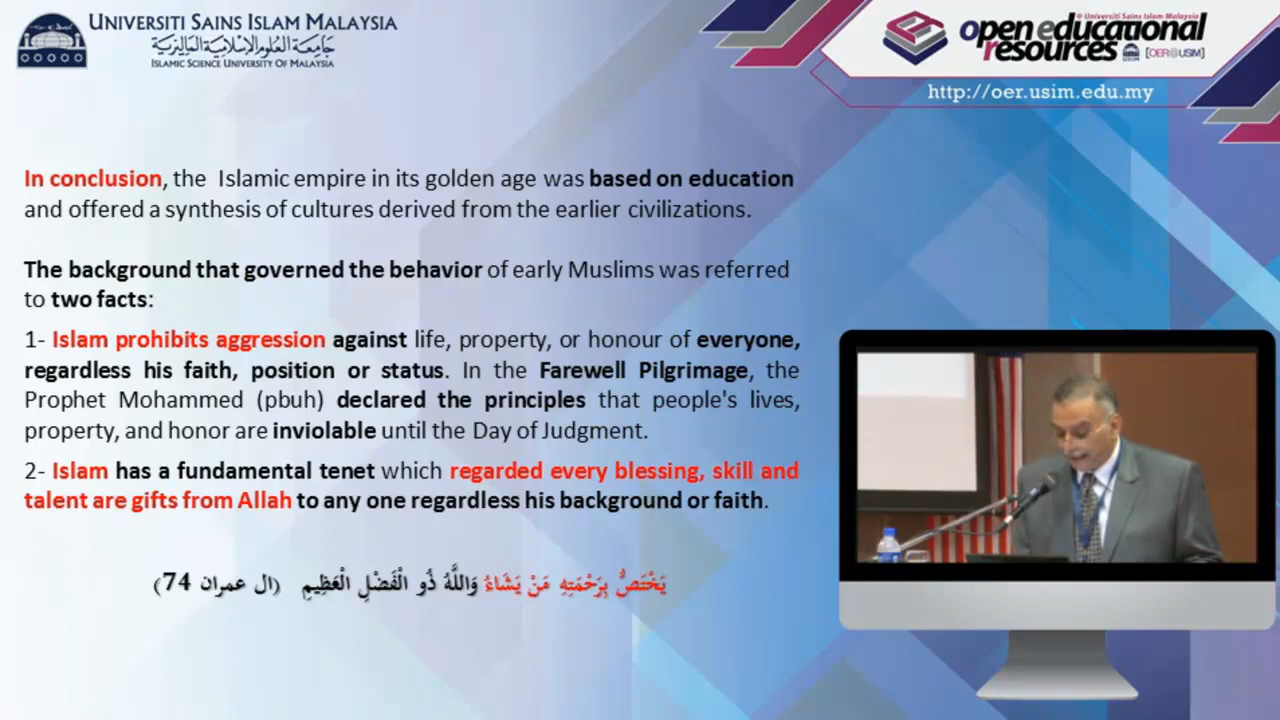 UNIVERSITI SAINS ISLAM MALAYSIA
جامعة العلوم الإسلامية الماليزية
ISLAMIC SCIENCE UNIVERSITY OF MALAYSIA
@ Universiti Sains Islam Malaysia
open educational
resources
USIM [OER@USIM]
http://oer.usim.edu.my
In conclusion, the Islamic empire in its golden age was based on education
and offered a synthesis of cultures derived from the earlier civilizations.
The background that governed the behavior of early Muslims was referred
to two facts:
1- Islam prohibits aggression against life, property, or honour of everyone,
regardless his faith, position or status. In the Farewell Pilgrimage, the
Prophet Mohammed (pbuh) declared the principles that people's lives,
property, and honor are inviolable until the Day of Judgment.
2- Islam has a fundamental tenet which regarded every blessing, skill and
talent are gifts from Allah to any one regardless his background or faith.
يَخْتَصُّ بِرَحْمَتِهِ مَنْ يَشَاءُ وَاللَّهُ ذُو الْفَضْلِ الْعَظِيمِ (ال عمران 74)